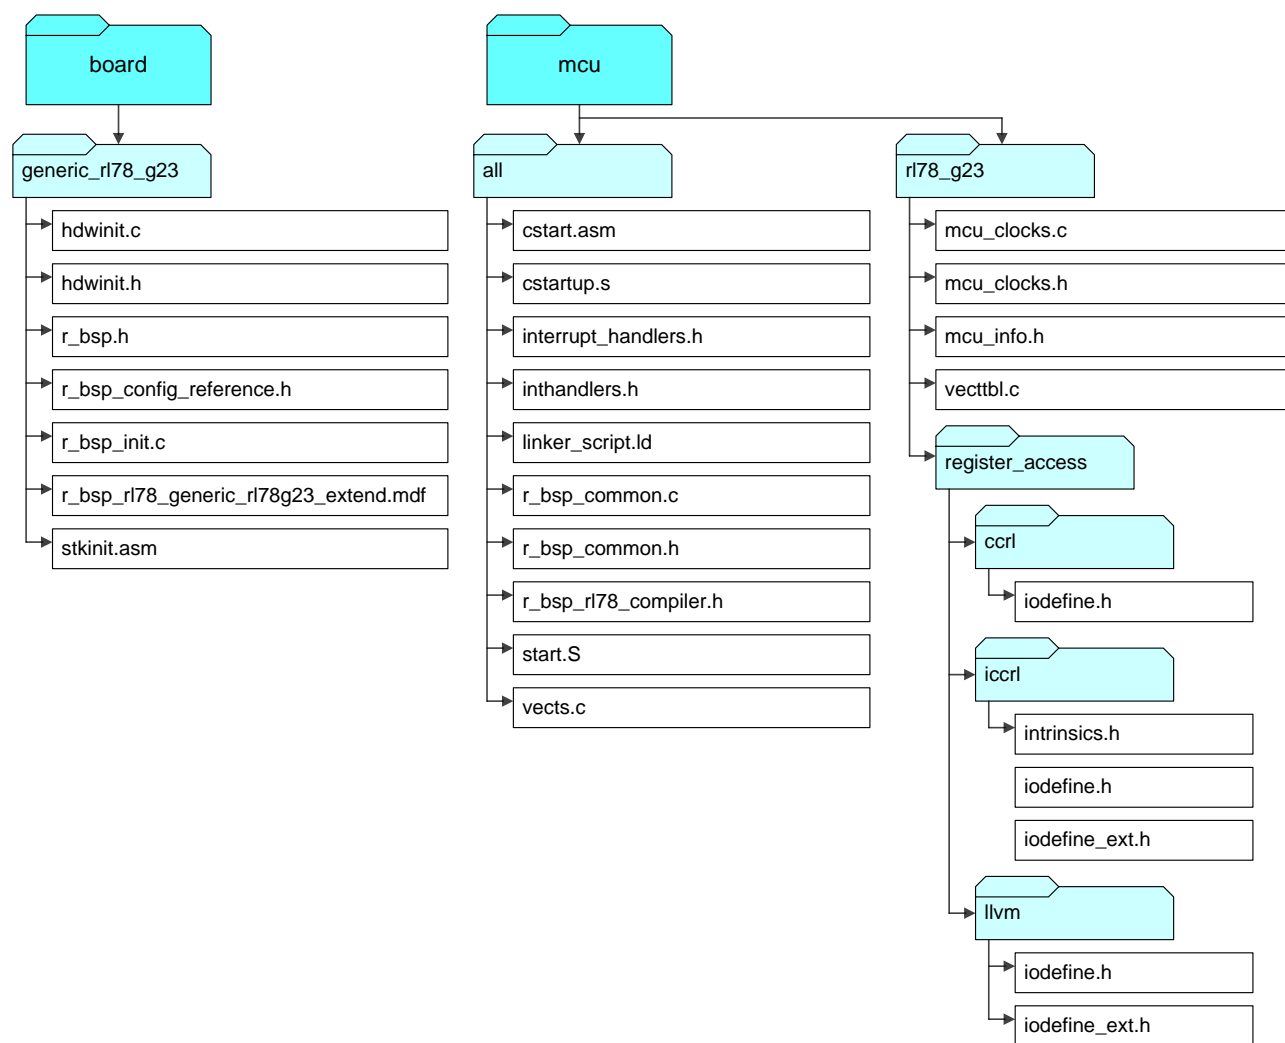 board
generic_rl78_g23
hdwinit.c
hdwinit.h
r_bsp.h
r_bsp_config_reference.h
r_bsp_init.c
r_bsp_rl78_generic_rl78g23_extend.mdf
stkinit.asm
mcu
all
cstart.asm
cstartup.s
interrupt_handlers.h
inthandlers.h
linker_script.ld
r_bsp_common.c
r_bsp_common.h
r_bsp_rl78_compiler.h
start.S
vects.c
rl78_g23
mcu_clocks.c
mcu_clocks.h
mcu_info.h
vecttbl.c
register_access
ccrl
iodefine.h
iccrl
intrinsics.h
iodefine.h
iodefine_ext.h
llvm
iodefine.h
iodefine_ext.h